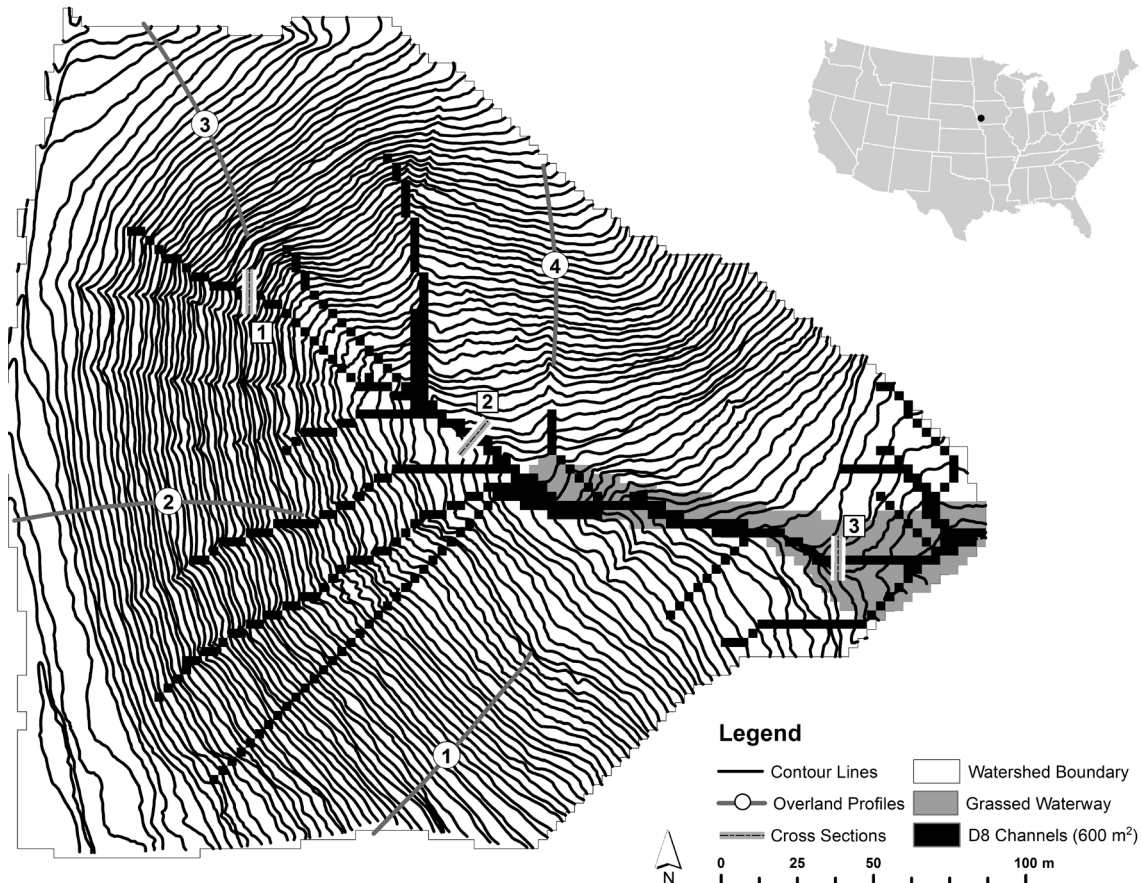 3
4
1
2
3
2
1
Legend
Contour Lines
Watershed Boundary
Overland Profiles
Grassed Waterway
Cross Sections
D8 Channels (600 m²)
N
0 25 50 100 m